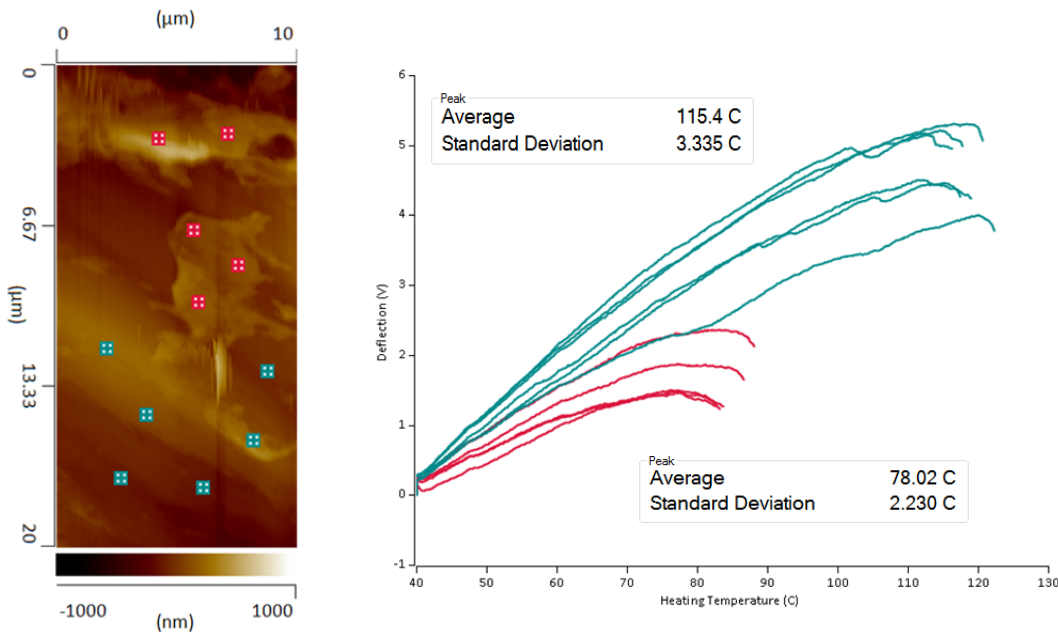 (μm)
0 10
0
6.67
(μm)
13.33
20
-1000 1000
(nm)
6
5
4
3
2
1
0
-1
Deflection (V)
Peak
Average 115.4 C
Standard Deviation 3.335 C
Peak
Average 78.02 C
Standard Deviation 2.230 C
40 50 60 70 80 90 100 110 120 130
Heating Temperature (C)